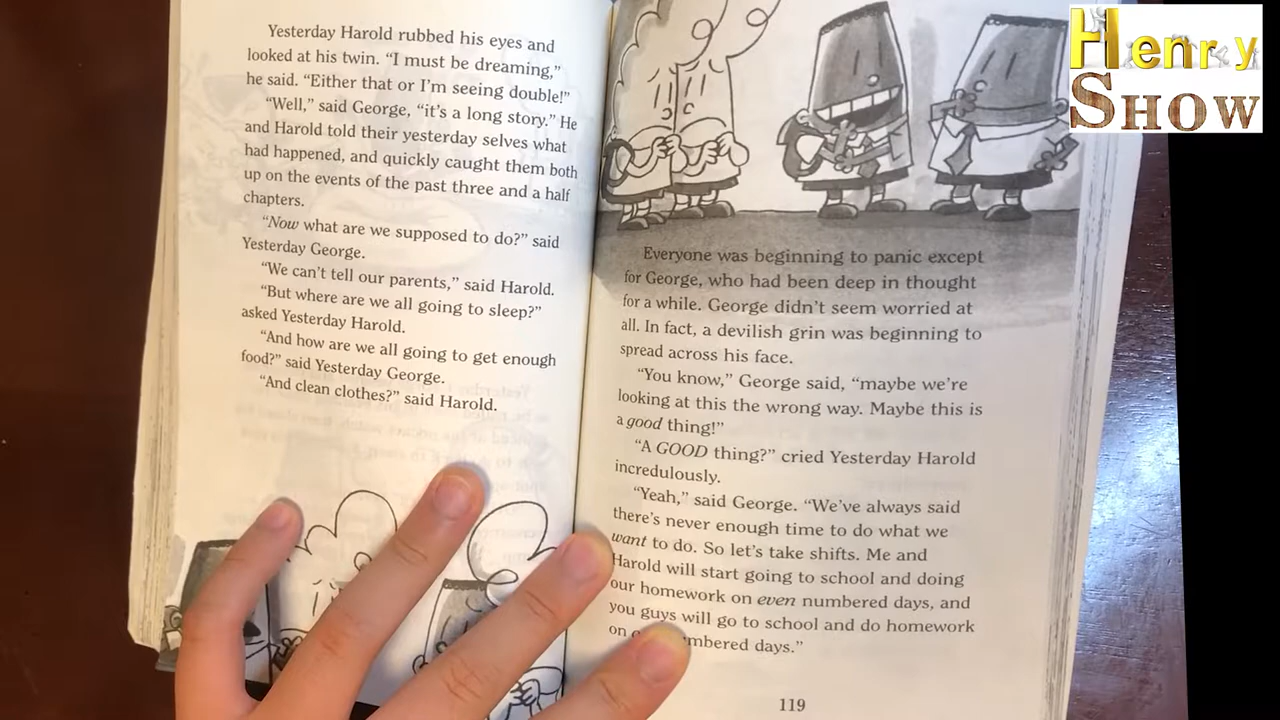 Yesterday Harold rubbed his eyes and
looked at his twin. “I must be dreaming,”
he said. “Either that or I’m seeing double!”
“Well,” said George, “it’s a long story.” He
and Harold told their yesterday selves what
had happened, and quickly caught them both
up on the events of the past three and a half
chapters.
“Now what are we supposed to do?” said
Yesterday George.
“We can’t tell our parents,” said Harold.
“But where are we all going to sleep?”
asked Yesterday Harold.
“And how are we all going to get enough
food?” said Yesterday George.
“And clean clothes?” said Harold.
Everyone was beginning to panic except
for George, who had been deep in thought
for a while. George didn’t seem worried at
all. In fact, a devilish grin was beginning to
spread across his face.
“You know,” George said, “maybe we’re
looking at this the wrong way. Maybe this is
a good thing!”
“A GOOD thing?” cried Yesterday Harold
incredulously.
“Yeah,” said George. “We’ve always said
there’s never enough time to do what we
want to do. So let’s take shifts. Me and
Harold will start going to school and doing
our homework on even numbered days, and
you guys will go to school and do homework
on mbered days.”
119
Henry
SHOW